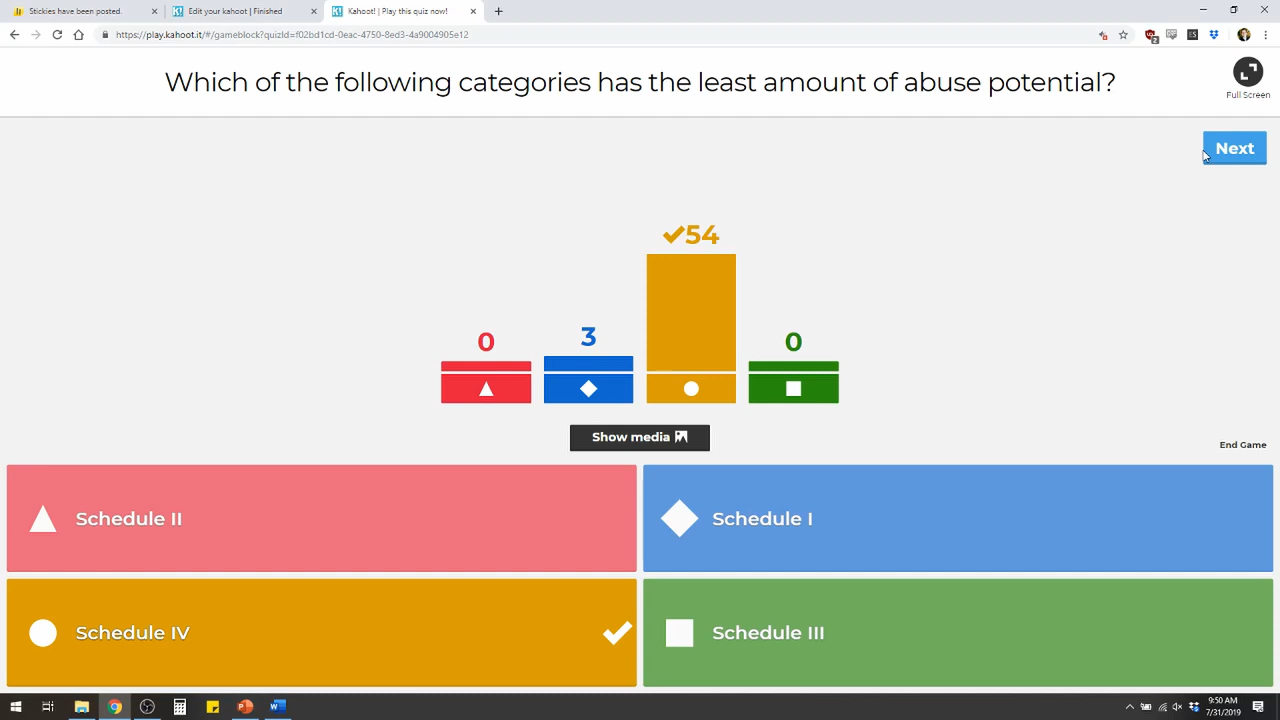 Stickies have been posted.
Edit your kahoot | Finished
Kahoot! | Play this quiz now!
https://play.kahoot.it/#/gameblock?quizId=f02bd1cd-0eac-4750-8ed3-4a9004905e12
Which of the following categories has the least amount of abuse potential?
Full Screen
Next
0
3
54
0
Show media
End Game
Schedule II
Schedule I
Schedule IV
Schedule III
9:50 AM
7/31/2019